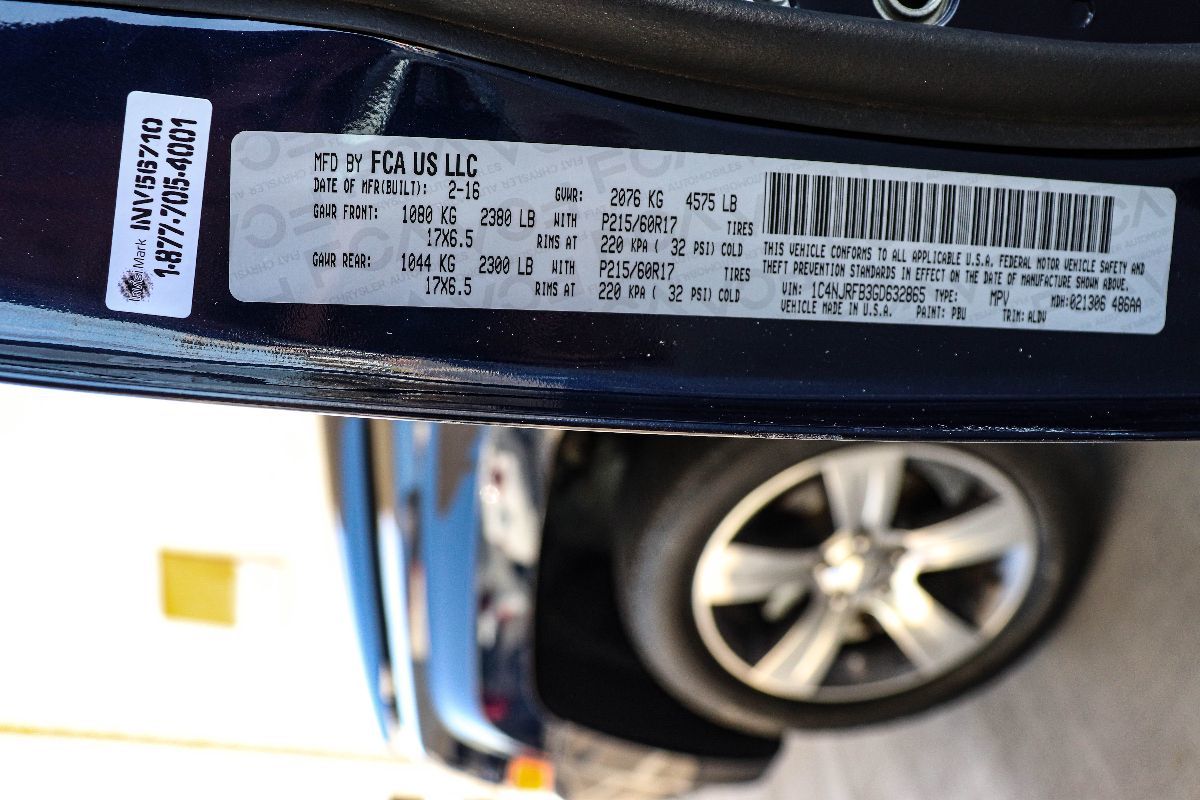 InvisiMark INV156710
1-877-705-4001
MFD BY FCA US LLC
DATE OF MFR(BUILT): 2-16 GVWR: 2076 KG 4575 LB
GAWR FRONT: 1080 KG 2380 LB WITH P215/60R17 TIRES
17X6.5 RIMS AT 220 KPA ( 32 PSI) COLD
GAWR REAR: 1044 KG 2300 LB WITH P215/60R17 TIRES
17X6.5 RIMS AT 220 KPA ( 32 PSI) COLD
THIS VEHICLE CONFORMS TO ALL APPLICABLE U.S.A. FEDERAL MOTOR VEHICLE SAFETY AND
THEFT PREVENTION STANDARDS IN EFFECT ON THE DATE OF MANUFACTURE SHOWN ABOVE.
VIN: 1C4NJRFB3GD632865 TYPE: MPV MDH:021306 486AA
VEHICLE MADE IN U.S.A. PAINT: PBU TRIM: ALDV